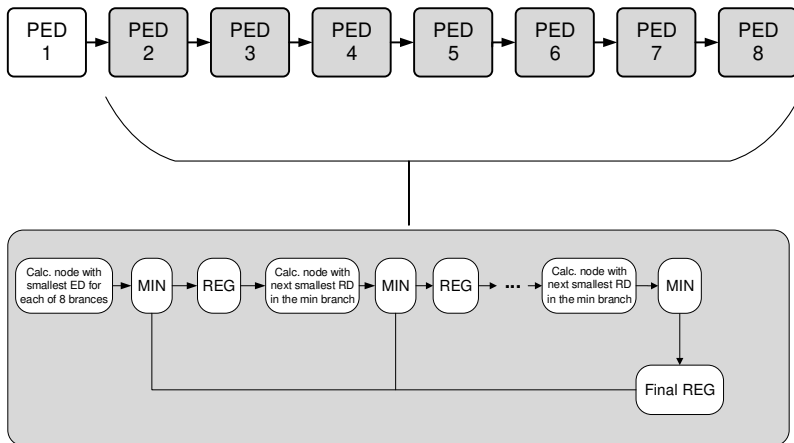 PED
1
PED
2
PED
3
PED
4
PED
5
PED
6
PED
7
PED
8
Calc. node with
smallest ED for
each of 8 brances
MIN
REG
Calc. node with
next smallest RD
in the min branch
MIN
REG
...
Calc. node with
next smallest RD
in the min branch
MIN
Final REG